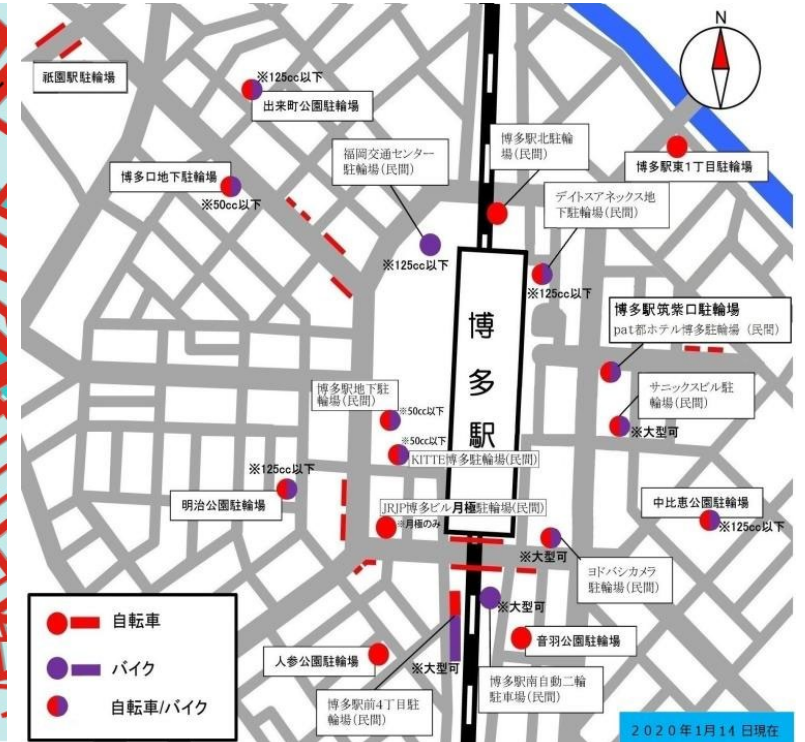 N
祇園駅駐輪場
※125cc以下
出来町公園駐輪場
福岡交通センター
駐輪場(民間)
博多駅北駐輪
場(民間)
博多駅東1丁目駐輪場
博多口地下駐輪場
※50cc以下
デイトスアネックス地
下駐輪場(民間)
※125cc以下
※125cc以下
博多駅
博多駅筑紫口駐輪場
pat都ホテル博多駐輪場(民間)
サニックスビル駐
輪場(民間)
※大型可
博多駅地下駐
輪場(民間)
※50cc以下
※50cc以下
KITTE博多駐輪場(民間)
※125cc以下
明治公園駐輪場
JRJP博多ビル月極駐輪場(民間)
※月極のみ
中比恵公園駐輪場
※125cc以下
※大型可
ヨドバシカメラ
駐輪場(民間)
※大型可
音羽公園駐輪場
人参公園駐輪場
※大型可
博多駅南自動二輪
駐車場(民間)
博多駅前4丁目駐
輪場(民間)
自転車
バイク
自転車/バイク
2020年1月14日現在